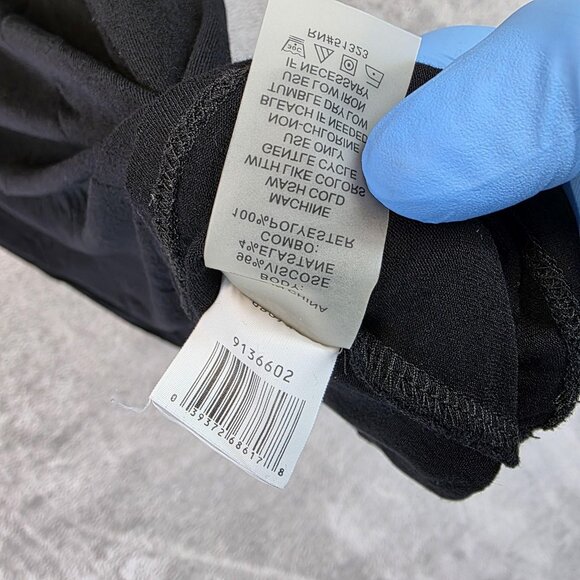 CHINA
BODY:
96%VISCOSE
4%ELASTANE
COMBO:
100%POLYESTER
MACHINE
WASH COLD
WITH LIKE COLORS
GENTLE CYCLE
USE ONLY
NON-CHLORINE
BLEACH IF NEEDED
TUMBLE DRY LOW
USE LOW IRON
IF NECESSARY
RN#51323
9136602
0 39372 68617 8